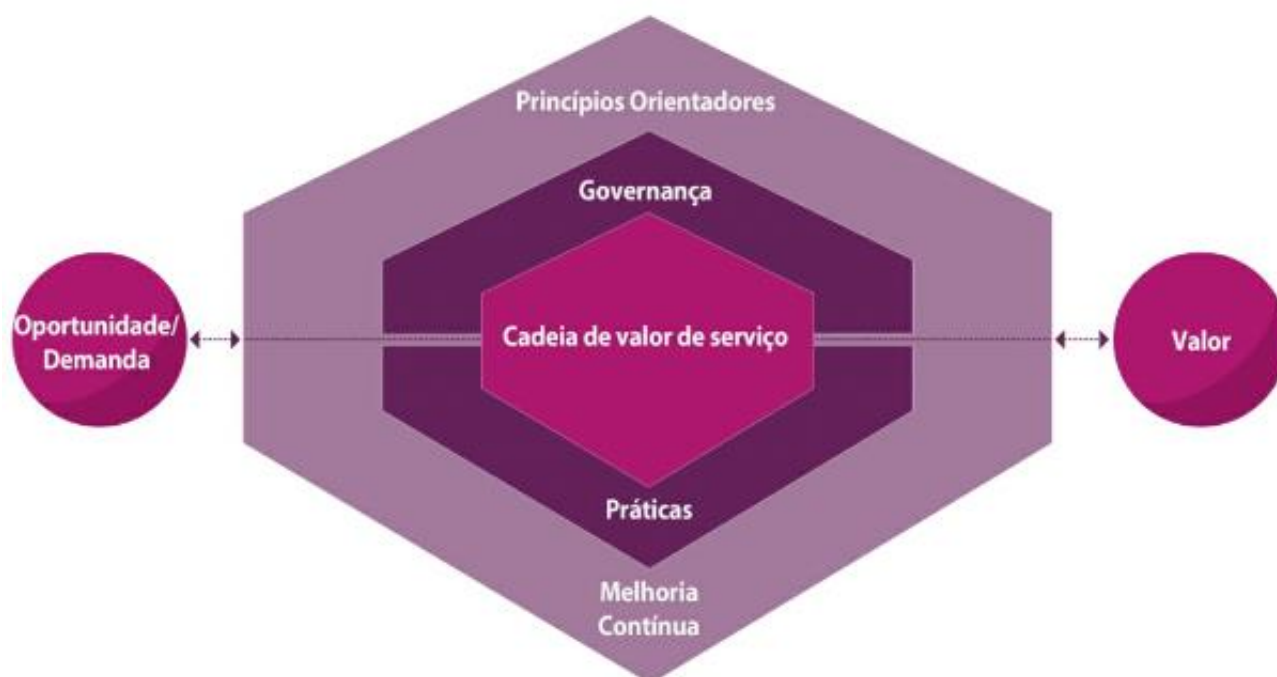 Princípios Orientadores
Governança
Oportunidade/
Demanda
Cadeia de valor de serviço
Valor
Práticas
Melhoria
Contínua